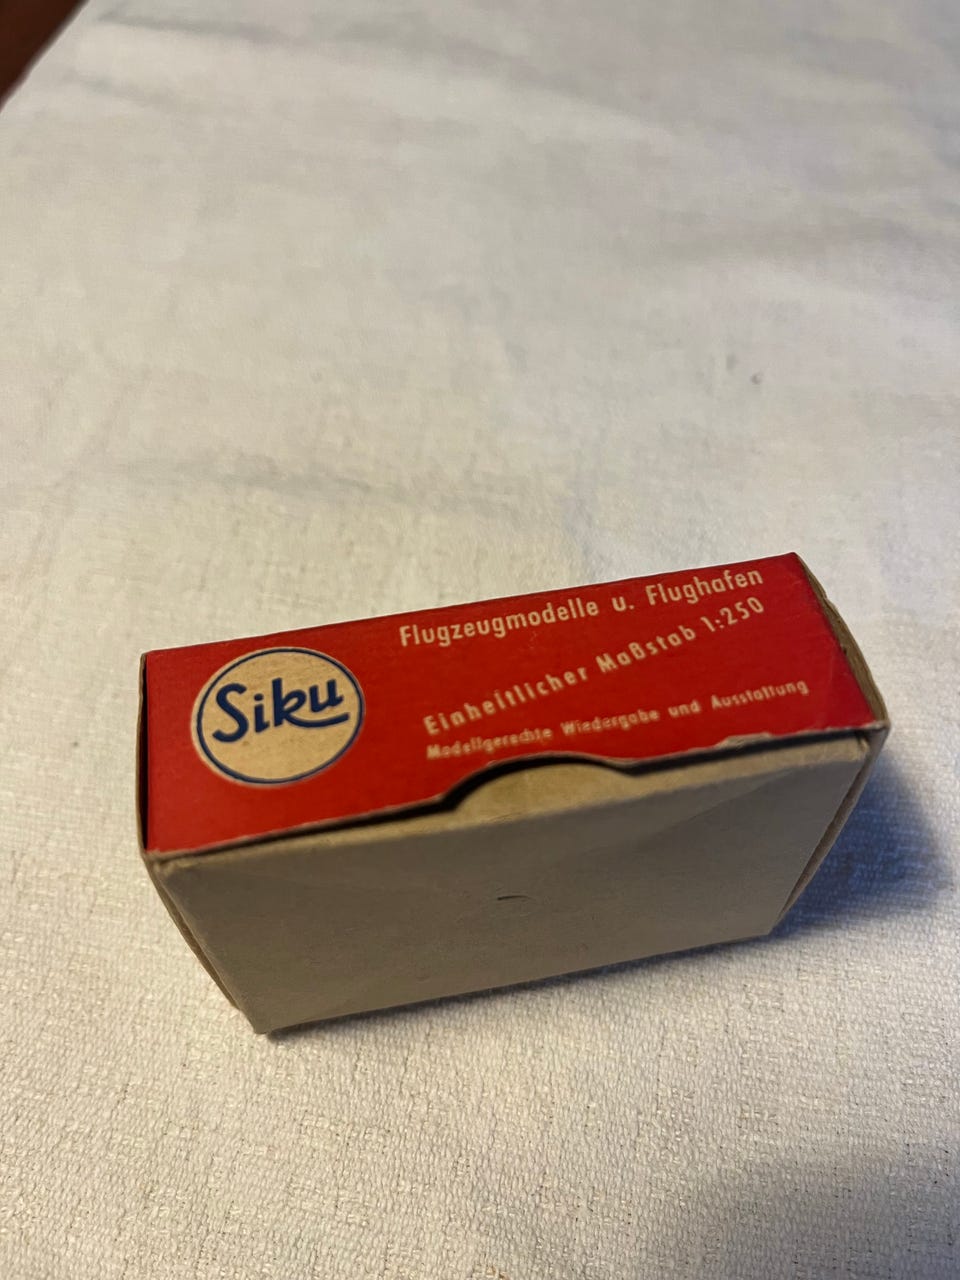 Siku
Flugzeugmodelle u. Flughafen
Einheitlicher Maßstab 1:250
Modellgerechte Wiedergabe und Ausstattung